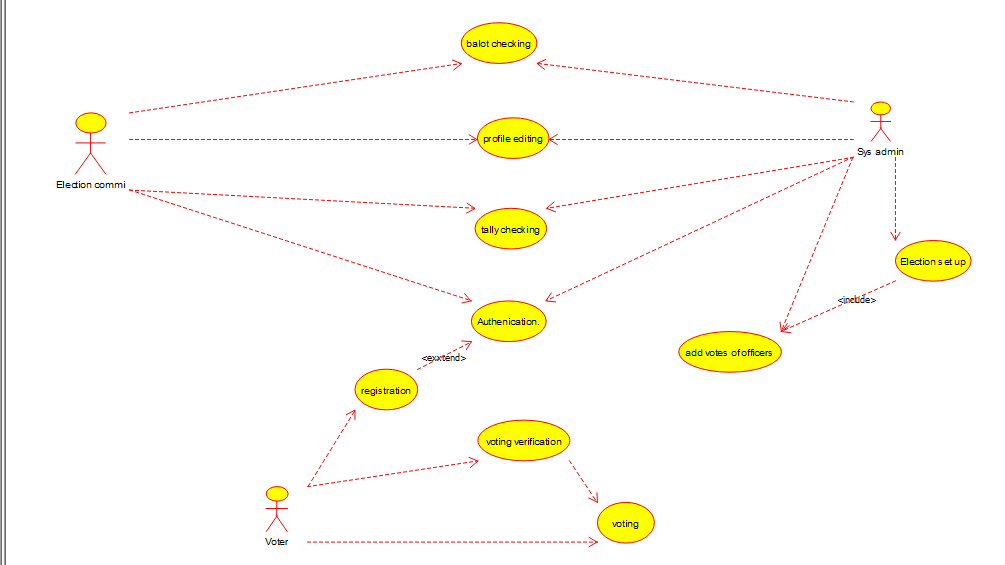 balot checking
profile editing
Sys admin
Election commi
tally checking
Election set up
<include>
Authenication.
add votes of officers
<exxtend>
registration
voting verification
voting
Voter